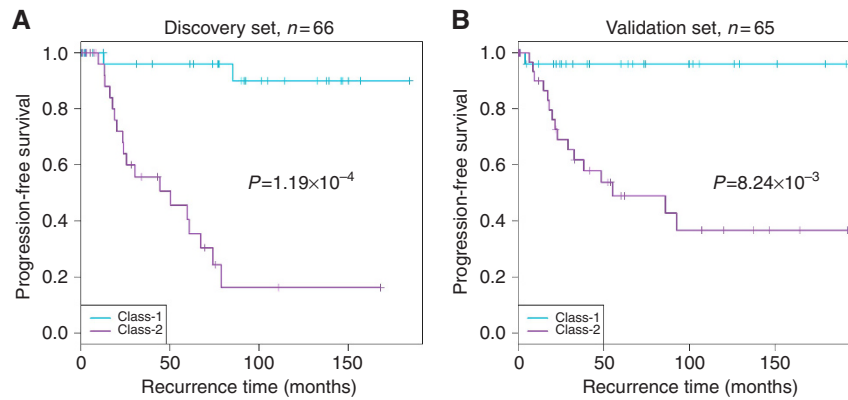 A
Discovery set, n=66
1.0
0.8
0.6
0.4
0.2
0.0
Progression-free survival
P=1.19×10⁻⁴
Class-1
Class-2
0 50 100 150
Recurrence time (months)
B
Validation set, n=65
1.0
0.8
0.6
0.4
0.2
0.0
Progression-free survival
P=8.24×10⁻³
Class-1
Class-2
0 50 100 150
Recurrence time (months)